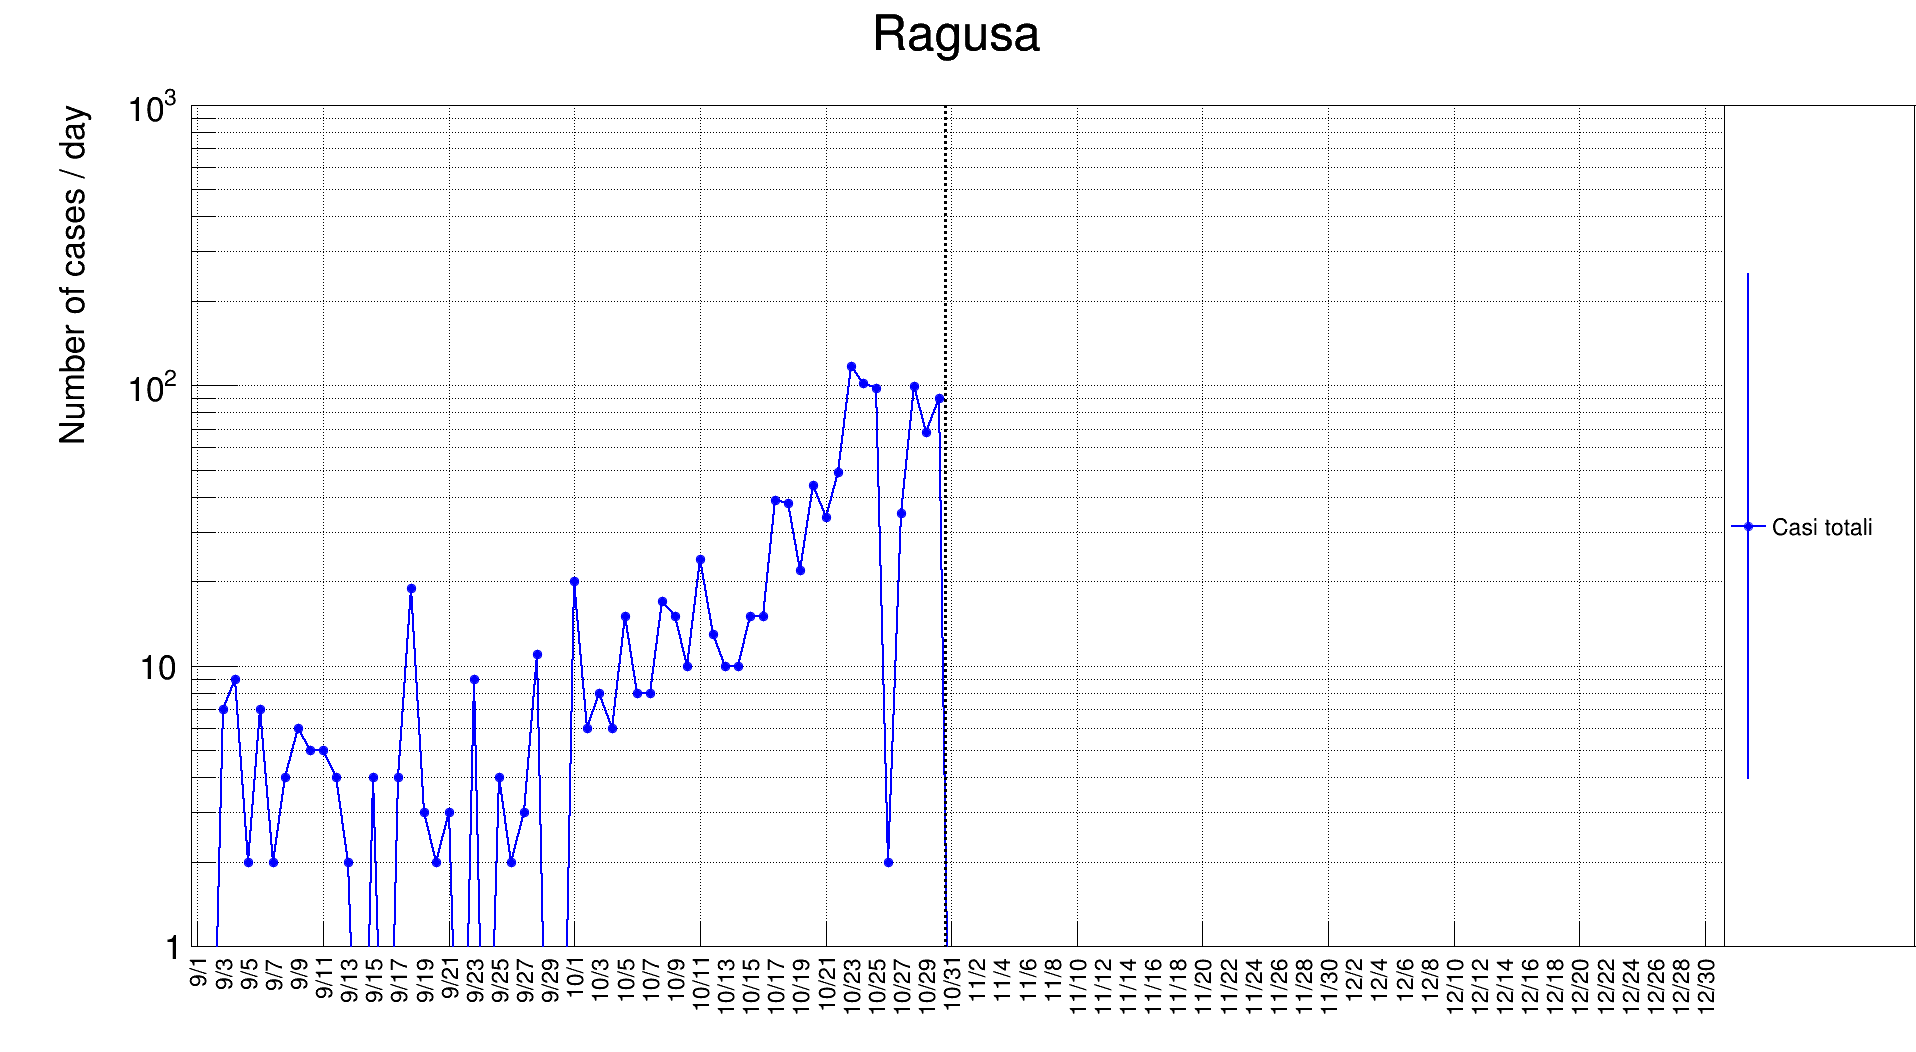 Ragusa
Number of cases / day
10³
10²
10
1
9/1 9/3 9/5 9/7 9/9 9/11 9/13 9/15 9/17 9/19 9/21 9/23 9/25 9/27 9/29 10/1 10/3 10/5 10/7 10/9 10/11 10/13 10/15 10/17 10/19 10/21 10/23 10/25 10/27 10/29 10/31 11/2 11/4 11/6 11/8 11/10 11/12 11/14 11/16 11/18 11/20 11/22 11/24 11/26 11/28 11/30 12/2 12/4 12/6 12/8 12/10 12/12 12/14 12/16 12/18 12/20 12/22 12/24 12/26 12/28 12/30
Casi totali